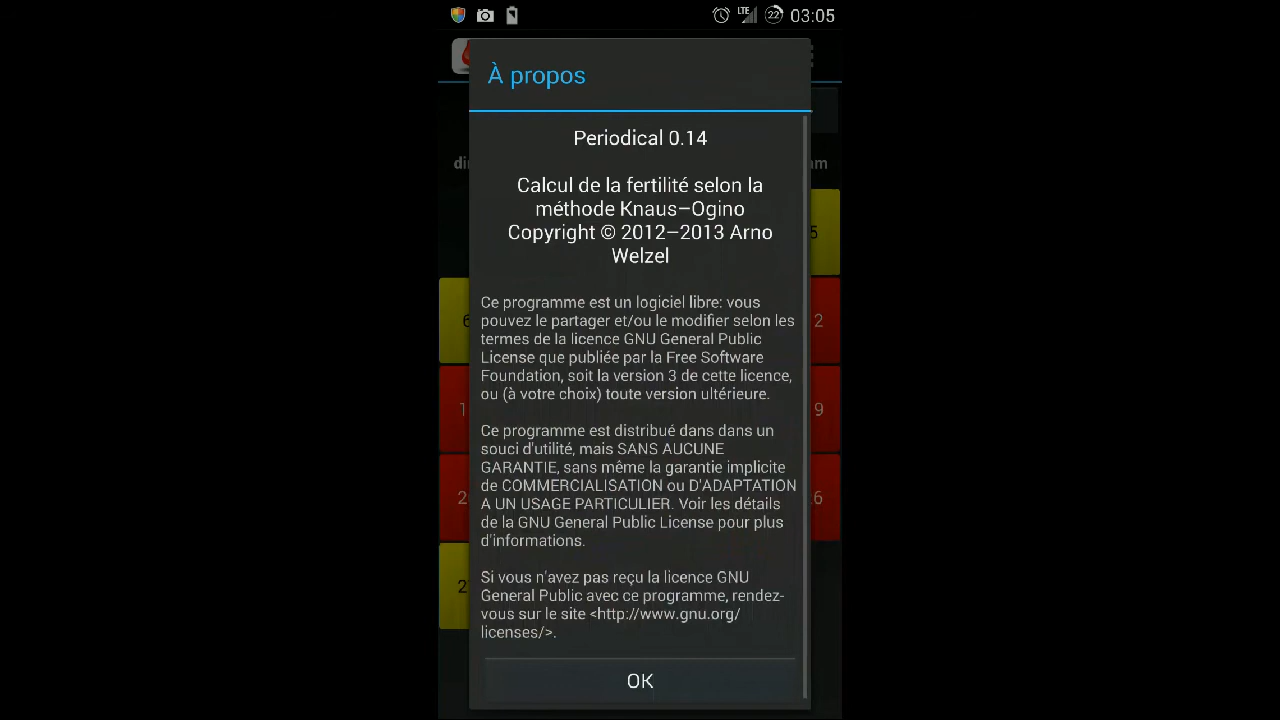 LTE 22 03:05
À propos
Periodical 0.14
Calcul de la fertilité selon la
méthode Knaus–Ogino
Copyright © 2012–2013 Arno
Welzel
Ce programme est un logiciel libre: vous
pouvez le partager et/ou le modifier selon les
termes de la licence GNU General Public
License que publiée par la Free Software
Foundation, soit la version 3 de cette licence,
ou (à votre choix) toute version ultérieure.
Ce programme est distribué dans dans un
souci d'utilité, mais SANS AUCUNE
GARANTIE, sans même la garantie implicite
de COMMERCIALISATION ou D'ADAPTATION
A UN USAGE PARTICULIER. Voir les détails
de la GNU General Public License pour plus
d'informations.
Si vous n'avez pas reçu la licence GNU
General Public avec ce programme, rendez-
vous sur le site <http://www.gnu.org/
licenses/>.
OK